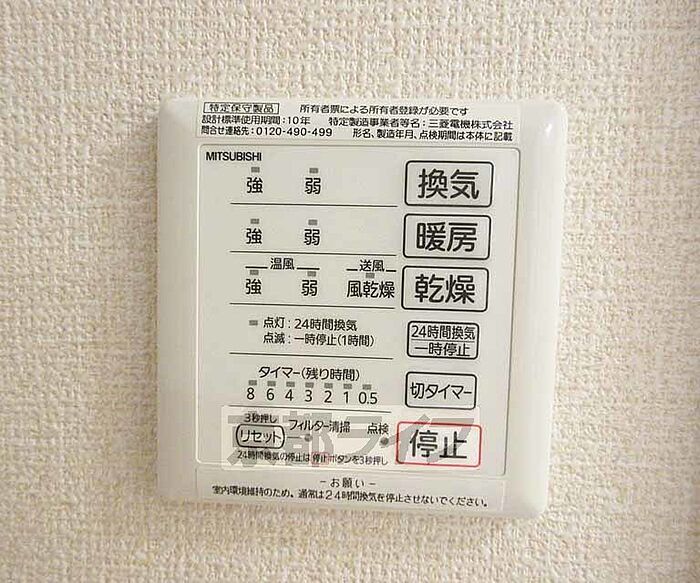 特定保守製品 所有者票による所有者登録が必要です
設計標準使用期間:10年 特定製造事業者等名:三菱電機株式会社
問合せ連絡先:0120-490-499 形名、製造年月、点検期間は本体に記載
MITSUBISHI
強 弱 換気
強 弱 暖房
温風 送風
強 弱 風乾燥 乾燥
点灯:24時間換気
点滅:一時停止(1時間)
24時間換気
一時停止
タイマー(残り時間)
8 6 4 3 2 1 0.5
切タイマー
3秒押し
リセット フィルター清掃 点検 停止
24時間換気の停止は停止ボタンを3秒押し
京都ライフ
-お願い-
室内環境維持のため、通常は24時間換気を停止させないでください。